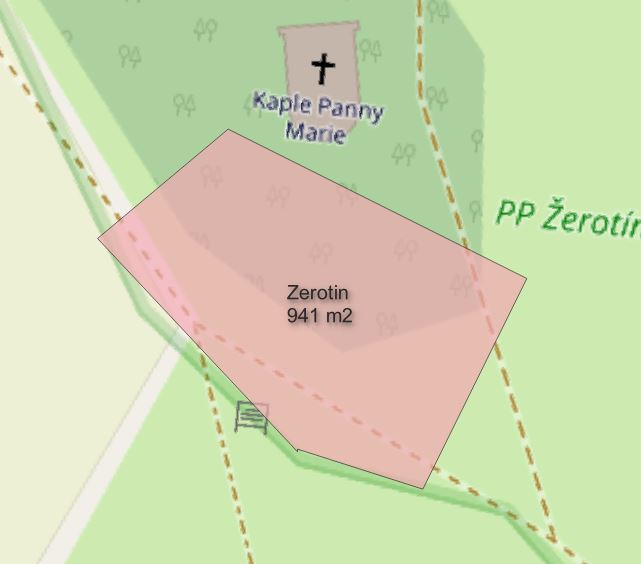 Kaple Panny
Marie
PP Žerotín
Zerotin
941 m2